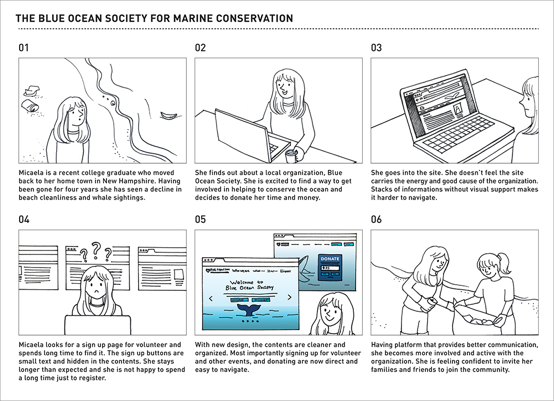 THE BLUE OCEAN SOCIETY FOR MARINE CONSERVATION
01
02
03
Micaela is a recent college graduate who moved
back to her home town in New Hampshire. Having
been gone for four years she has seen a decline in
beach cleanliness and whale sightings.
She finds out about a local organization, Blue
Ocean Society. She is excited to find a way to get
involved in helping to conserve the ocean and
decides to donate her time and money.
She goes into the site. She doesn't feel the site
carries the energy and good cause of the organization.
Stacks of informations without visual support makes
it harder to navigate.
04
05
06
???
DONATE
Welcome to
Blue Ocean Society
Micaela looks for a sign up page for volunteer and
spends long time to find it. The sign up buttons are
small text and hidden in the contents. She stays
longer than expected and she is not happy to spend
a long time just to register.
With new design, the contents are cleaner and
organized. Most importantly signing up for volunteer
and other events, and donating are now direct and
easy to navigate.
Having platform that provides better communication,
she becomes more involved and active with the
organization. She is feeling confident to invite her
families and friends to join the community.